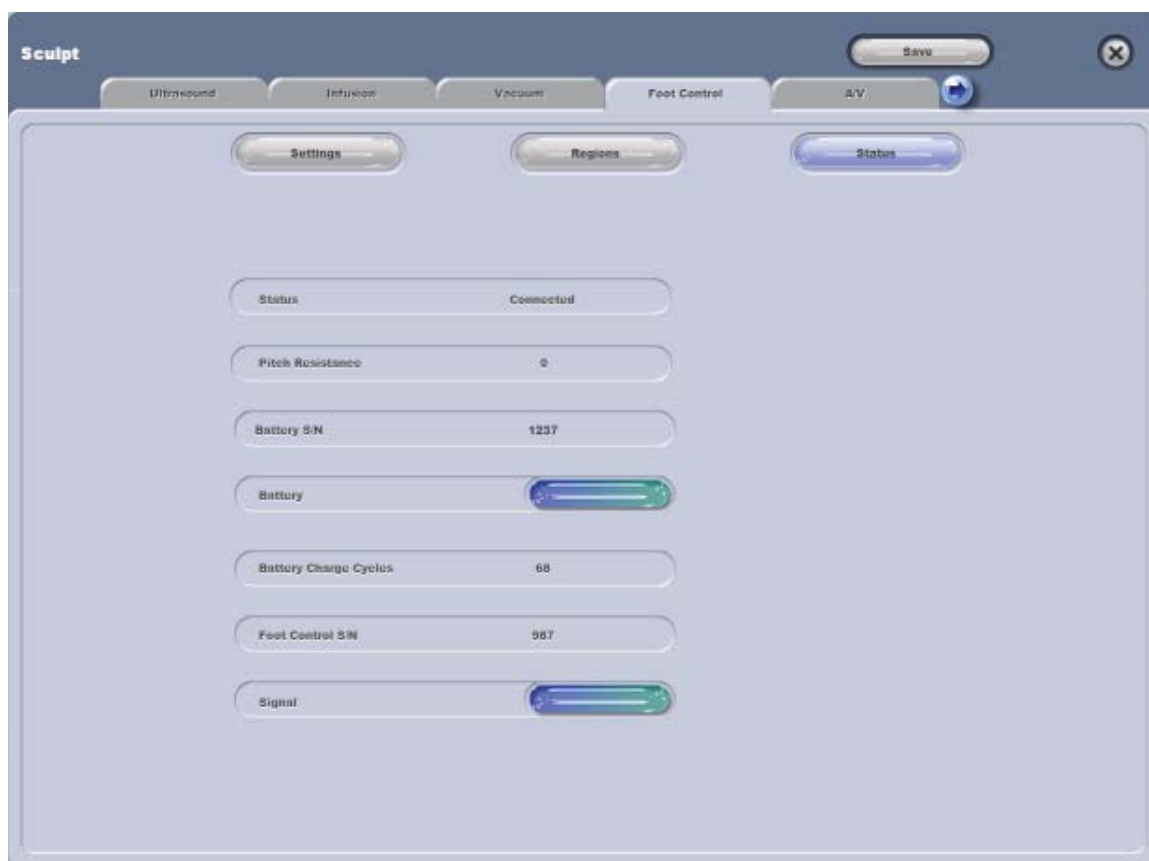 Sculpt
Save
Ultrasound Infusion Vacuum Foot Control A/V
Settings Regions Status
Status Connected
Pitch Resistance 0
Battery S/N 1237
Battery
Battery Charge Cycles 68
Foot Control S/N 987
Signal